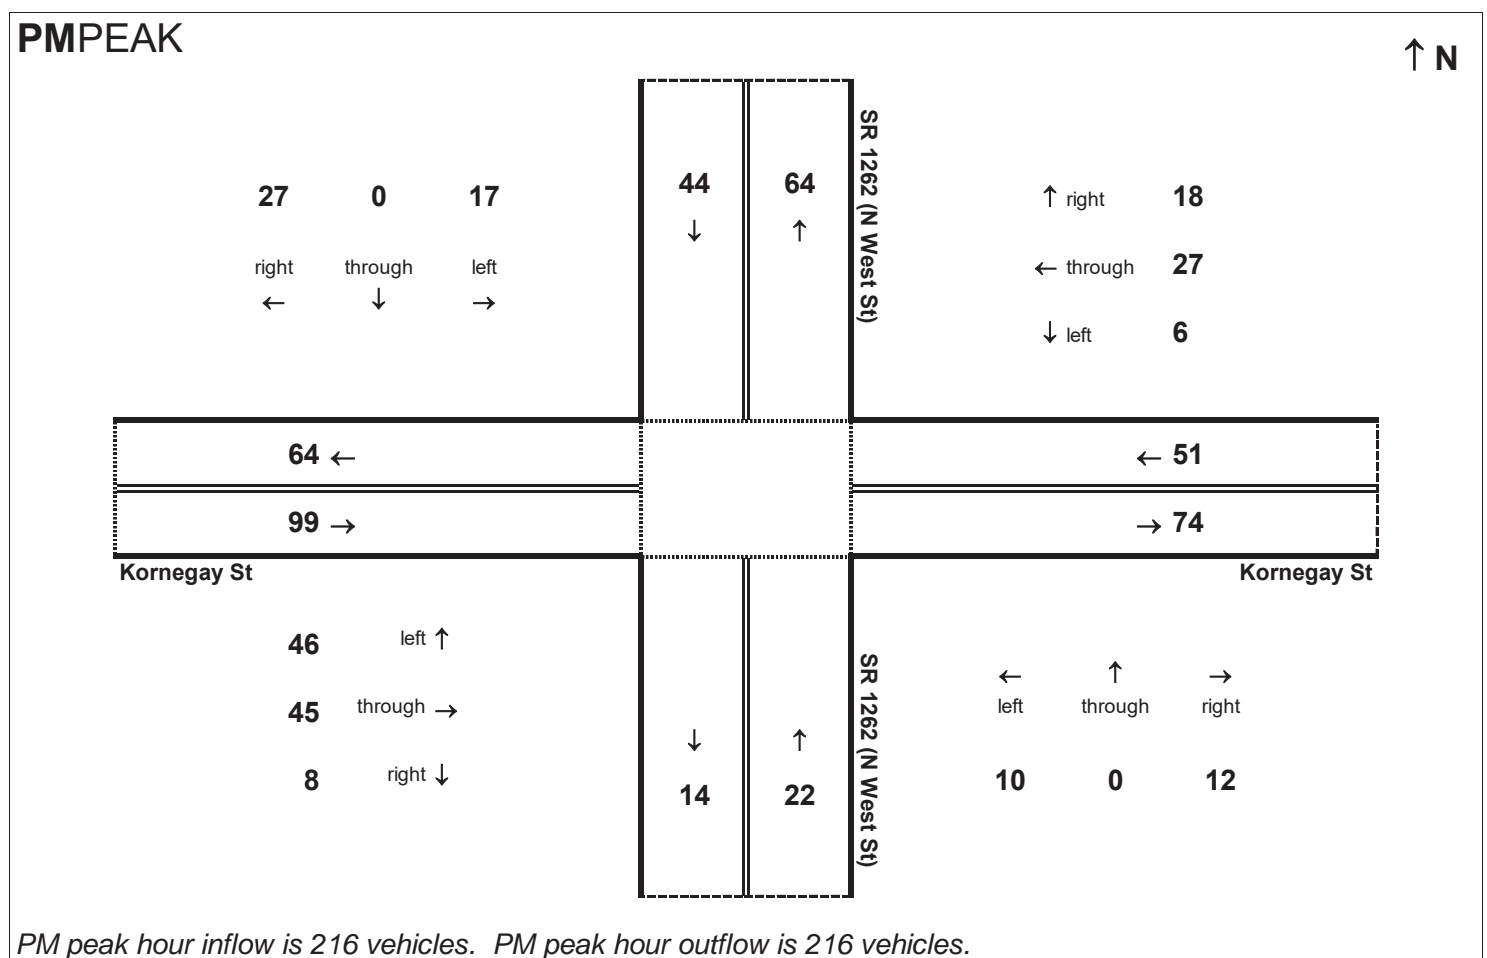 PMPEAK
↑ N
27 0 17
right through left
← ↓ →
44 64
↓ ↑
SR 1262 (N West St)
↑ right 18
← through 27
↓ left 6
64 ←
99 →
← 51
→ 74
Kornegay St
Kornegay St
46 left ↑
45 through →
8 right ↓
↓ ↑
14 22
SR 1262 (N West St)
← ↑ →
left through right
10 0 12
PM peak hour inflow is 216 vehicles. PM peak hour outflow is 216 vehicles.